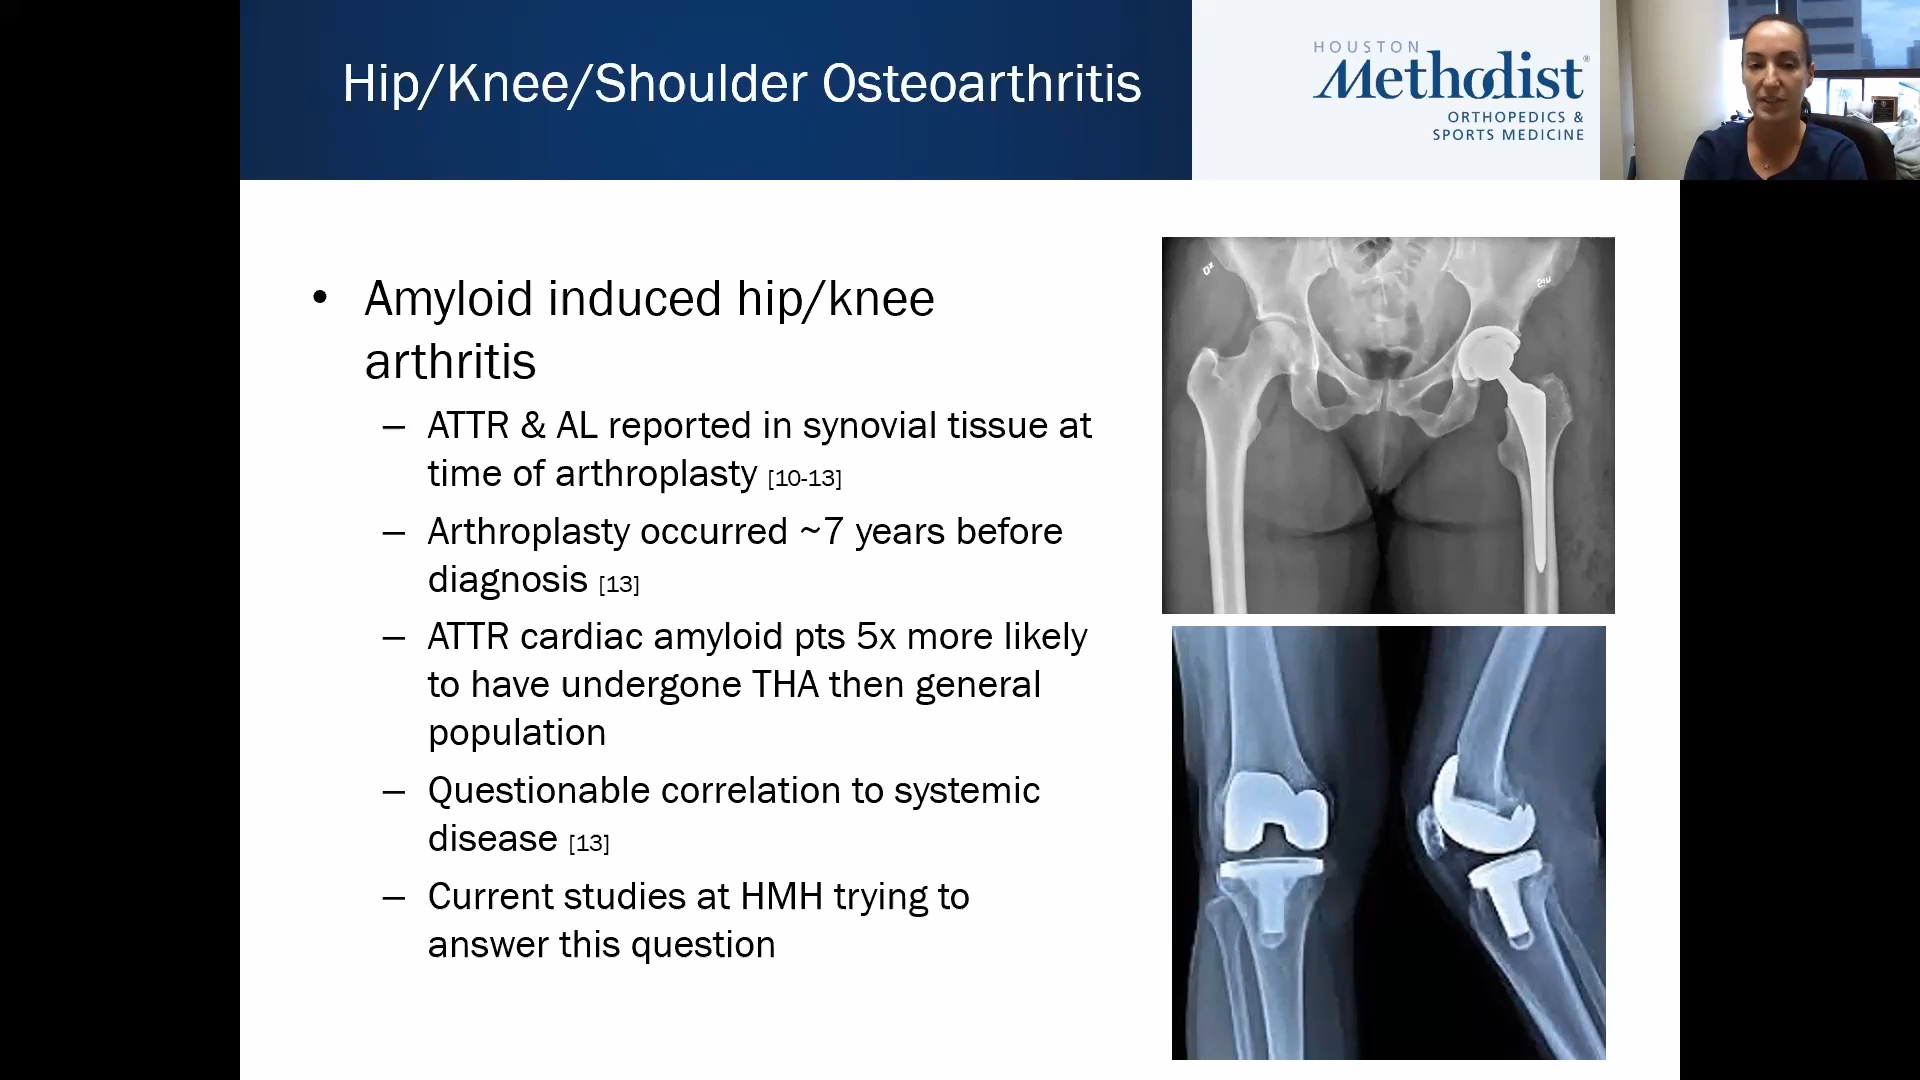 Hip/Knee/Shoulder Osteoarthritis
HOUSTON
Methodist®
ORTHOPEDICS &
SPORTS MEDICINE
• Amyloid induced hip/knee
arthritis
– ATTR & AL reported in synovial tissue at
time of arthroplasty [10-13]
– Arthroplasty occurred ~7 years before
diagnosis [13]
– ATTR cardiac amyloid pts 5x more likely
to have undergone THA then general
population
– Questionable correlation to systemic
disease [13]
– Current studies at HMH trying to
answer this question